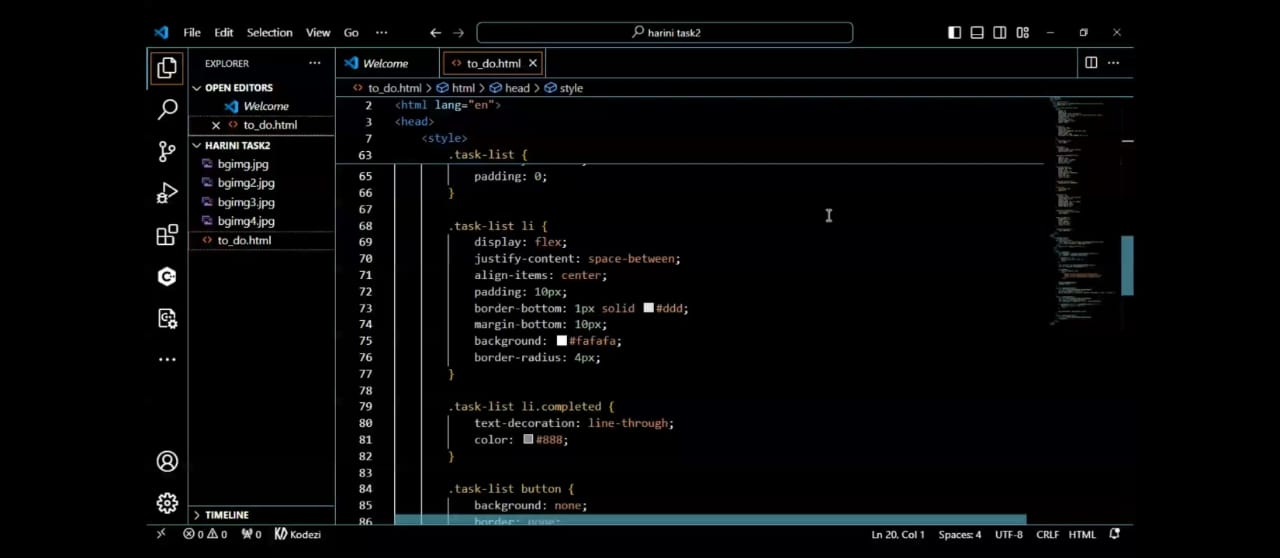 File Edit Selection View Go ··· harini task2
EXPLORER ···
OPEN EDITORS
Welcome
to_do.html
HARINI TASK2
bgimg.jpg
bgimg2.jpg
bgimg3.jpg
bgimg4.jpg
to_do.html
TIMELINE
Welcome to_do.html
to_do.html > html > head > style
2 <html lang="en">
3 <head>
7 <style>
63 .task-list {
65 padding: 0;
66 }
67
68 .task-list li {
69 display: flex;
70 justify-content: space-between;
71 align-items: center;
72 padding: 10px;
73 border-bottom: 1px solid #ddd;
74 margin-bottom: 10px;
75 background: #fafafa;
76 border-radius: 4px;
77 }
78
79 .task-list li.completed {
80 text-decoration: line-through;
81 color: #888;
82 }
83
84 .task-list button {
85 background: none;
86 border: none;
0 0 0 Kodezi Ln 20, Col 1 Spaces: 4 UTF-8 CRLF HTML